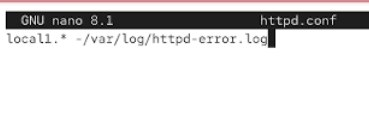 GNU nano 8.1 httpd.conf
local1.* -/var/log/httpd-error.log